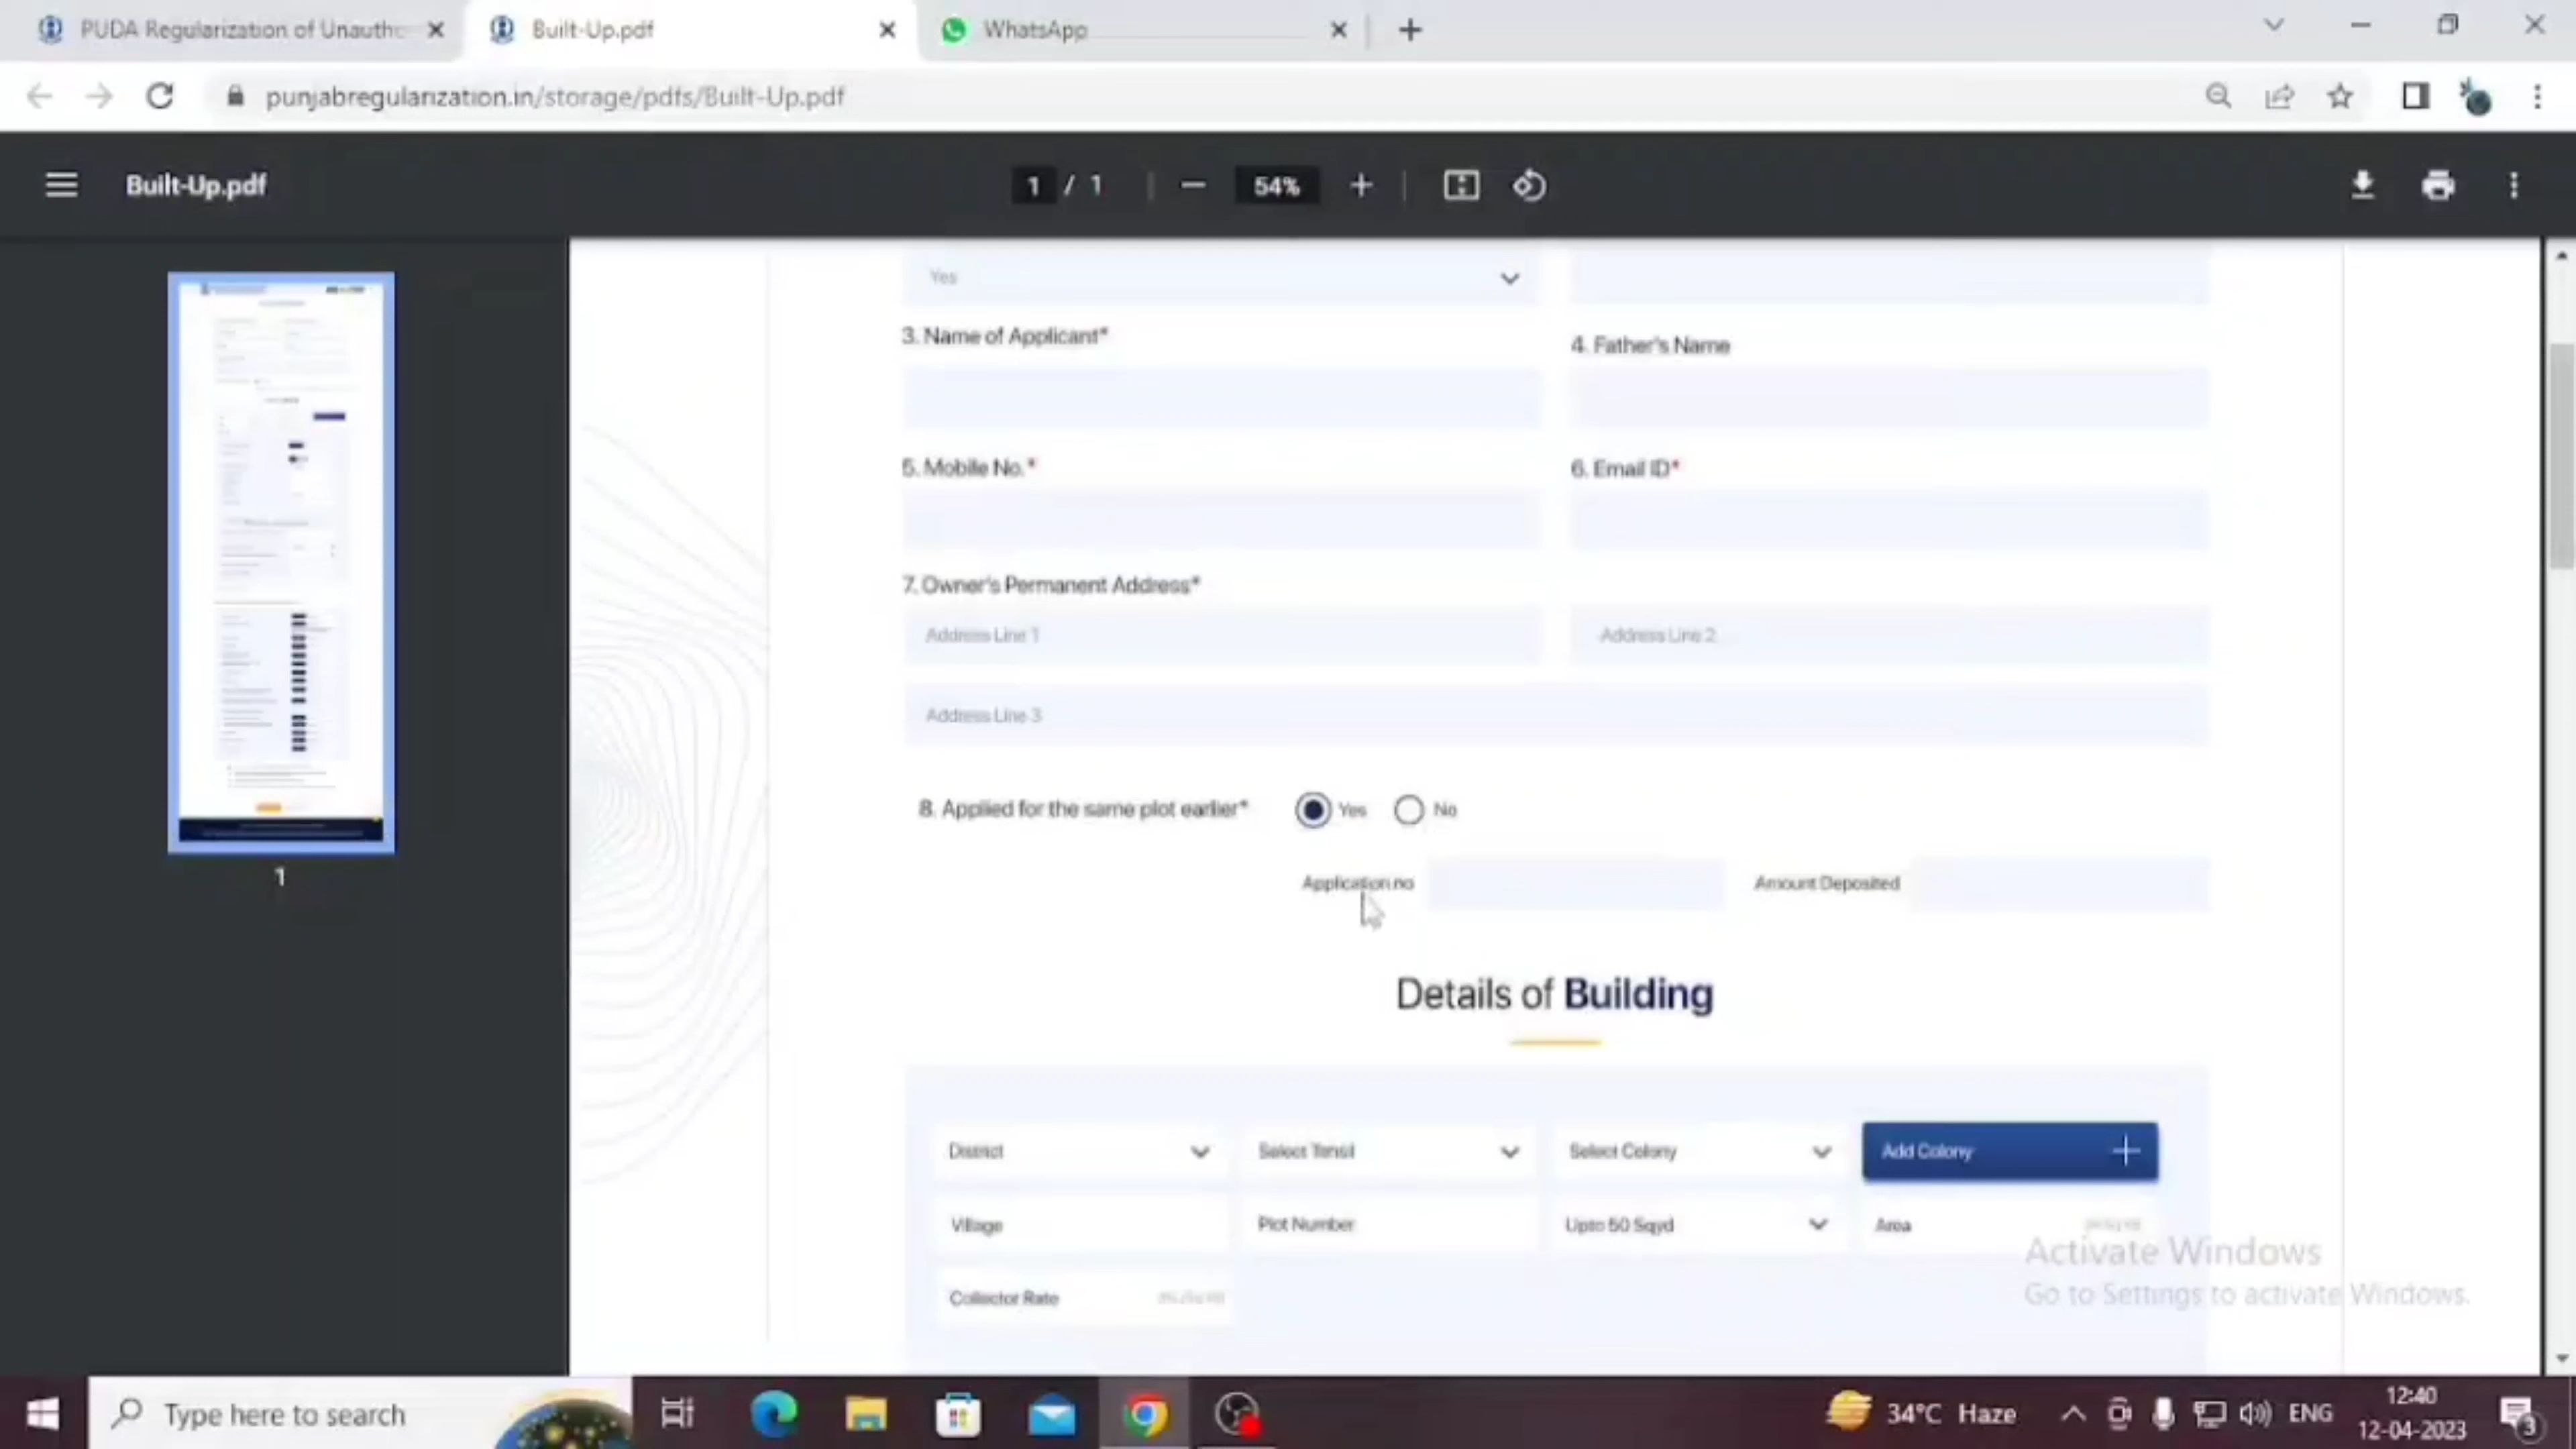 PUDA Regularization of Unautho
Built-Up.pdf
WhatsApp
punjabregularization.in/storage/pdfs/Built-Up.pdf
Built-Up.pdf
1 / 1
54%
Yes
3. Name of Applicant*
4. Father's Name
5. Mobile No.*
6. Email ID*
7. Owner's Permanent Address*
Address Line 1
Address Line 2
Address Line 3
8. Applied for the same plot earlier*
Yes
No
Application no
Amount Deposited
1
Details of Building
District
Select Tehsil
Select Colony
Add Colony
Village
Plot Number
Upto 50 Sqyd
Area
Collector Rate
Activate Windows
Go to Settings to activate Windows.
Type here to search
34°C Haze
ENG
12:40
12-04-2023
3